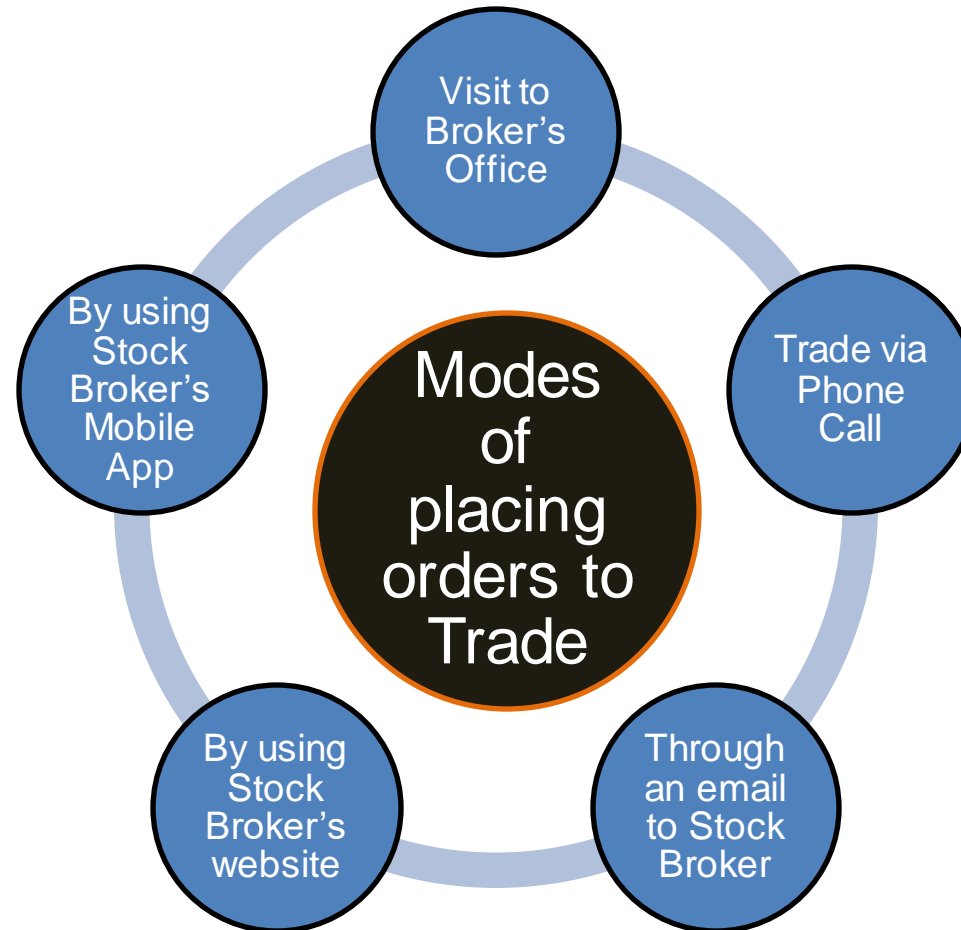 Visit to
Broker’s
Office
Trade via
Phone
Call
Through
an email
to Stock
Broker
By using
Stock
Broker’s
website
By using
Stock
Broker’s
Mobile
App
Modes
of
placing
orders to
Trade